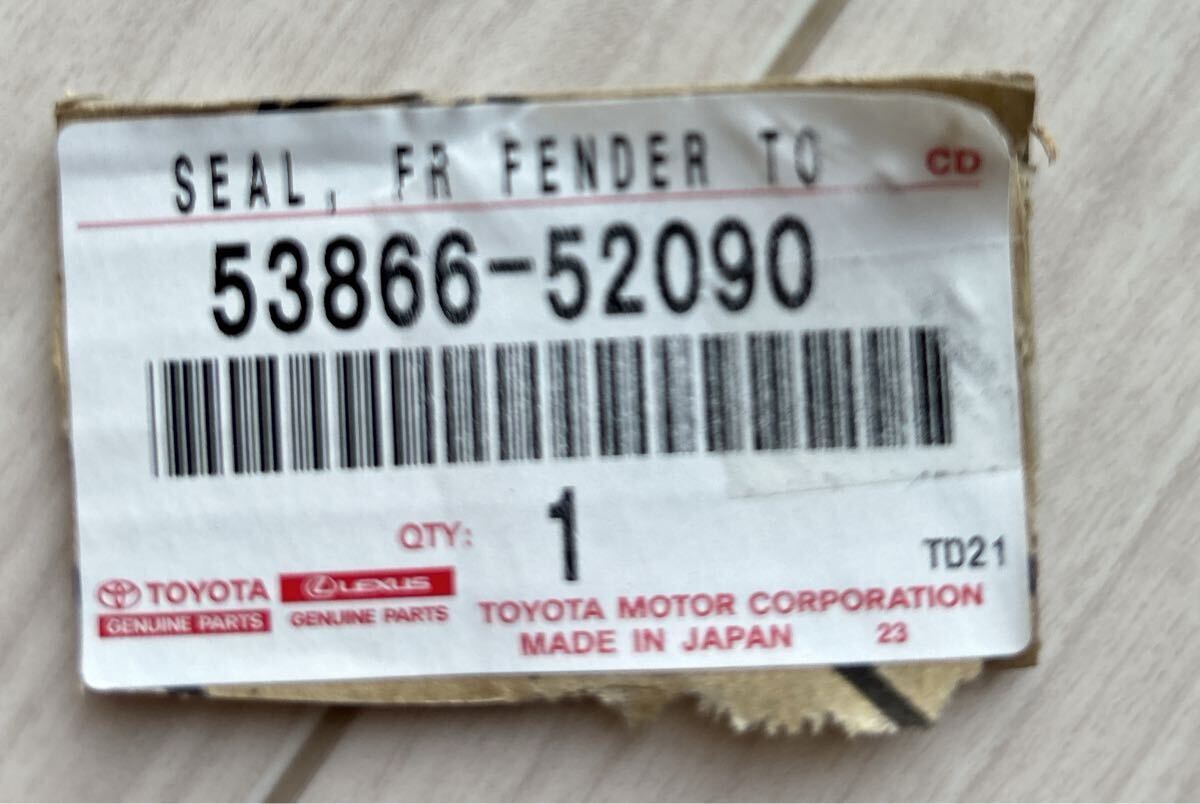 SEAL, FR FENDER TO CD
53866-52090
QTY: 1
TD21
TOYOTA
GENUINE PARTS
LEXUS
GENUINE PARTS
TOYOTA MOTOR CORPORATION
MADE IN JAPAN 23